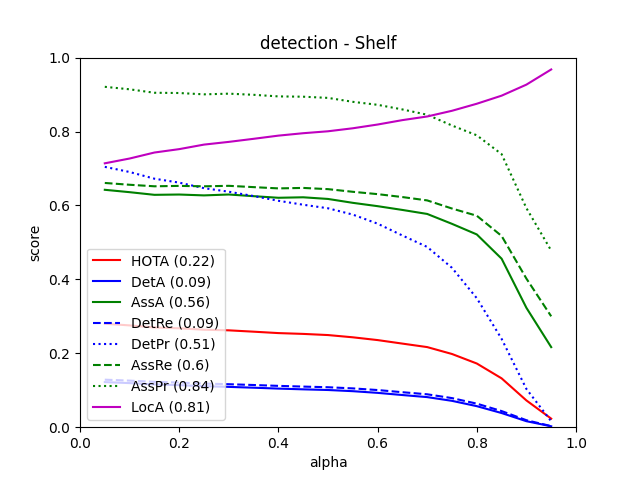 detection - Shelf
1.0
0.8
0.6
0.4
0.2
0.0
score
HOTA (0.22)
DetA (0.09)
AssA (0.56)
DetRe (0.09)
DetPr (0.51)
AssRe (0.6)
AssPr (0.84)
LocA (0.81)
0.0 0.2 0.4 0.6 0.8 1.0
alpha